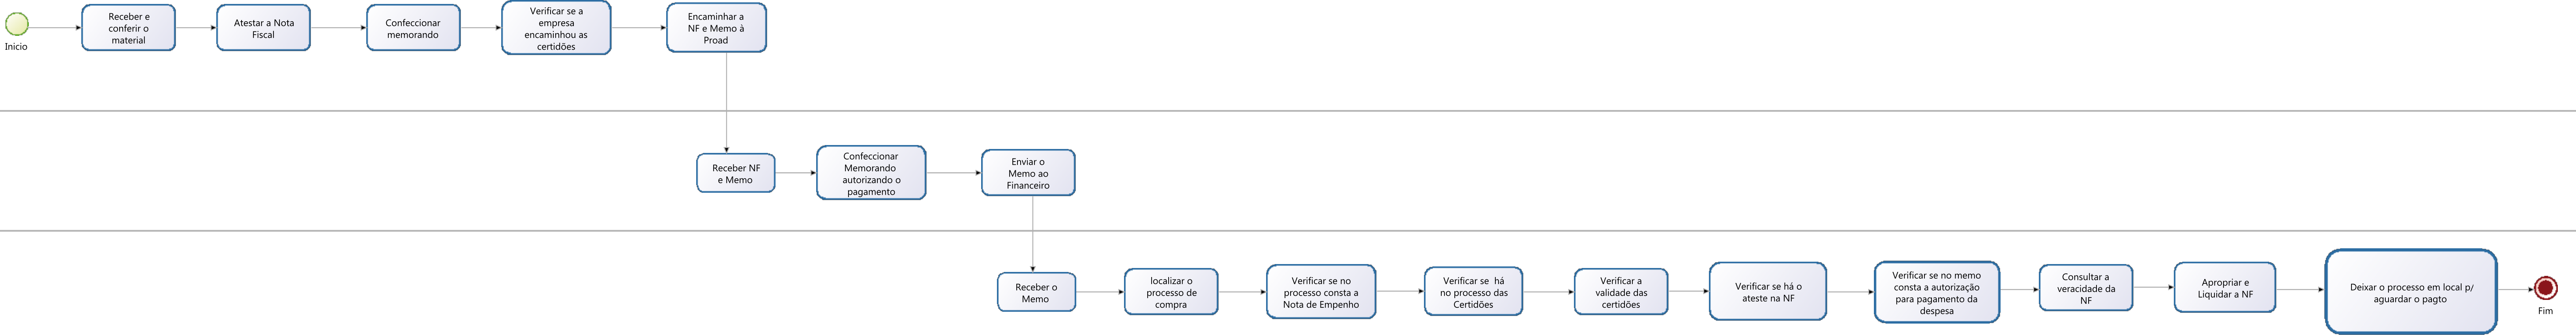 Inicio
Receber e
conferir o
material
Atestar a Nota
Fiscal
Confeccionar
memorando
Verificar se a
empresa
encaminhou as
certidões
Encaminhar a
NF e Memo à
Proad
Receber NF
e Memo
Confeccionar
Memorando
autorizando o
pagamento
Enviar o
Memo ao
Financeiro
Receber o
Memo
localizar o
processo de
compra
Verificar se no
processo consta a
Nota de Empenho
Verificar se há
no processo das
Certidões
Verificar a
validade das
certidões
Verificar se há o
ateste na NF
Verificar se no memo
consta a autorização
para pagamento da
despesa
Consultar a
veracidade da
NF
Apropriar e
Liquidar a NF
Deixar o processo em local p/
aguardar o pagto
Fim